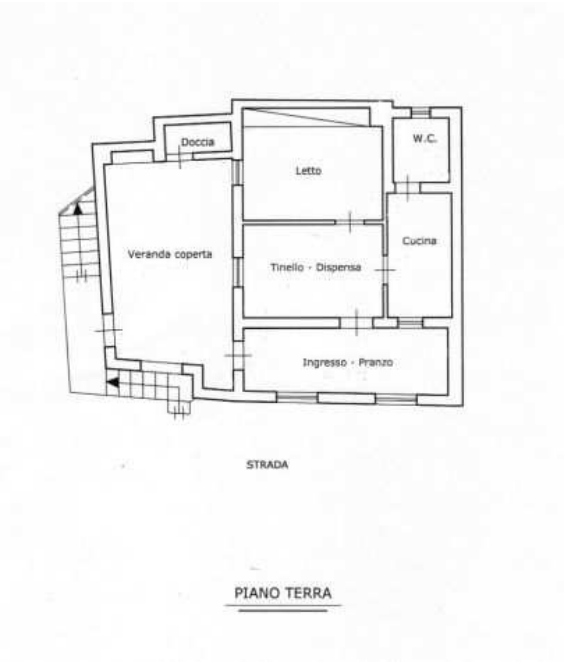 W.C.
Doccia
Letto
Cucina
Veranda coperta
Tinello - Dispensa
Ingresso - Pranzo
STRADA
PIANO TERRA